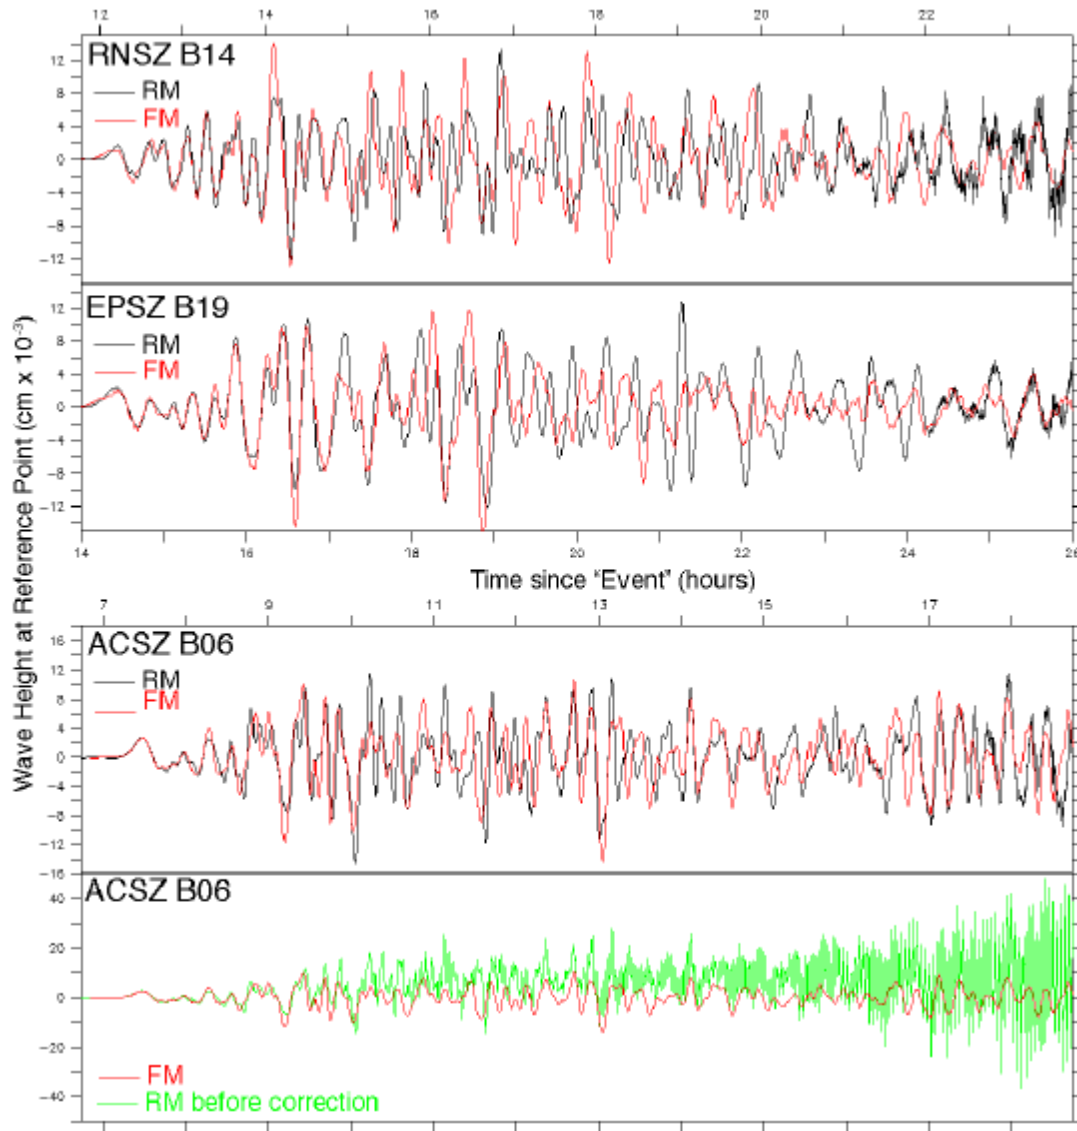 12 14 16 18 20 22
RNSZ B14
RM
FM
12
8
4
0
-4
-8
-12
EPSZ B19
RM
FM
12
8
4
0
-4
-8
-12
14 16 18 20 22 24 26
Time since "Event" (hours)
Wave Height at Reference Point (cm x 10⁻³)
7 9 11 13 15 17
ACSZ B06
RM
FM
16
12
8
4
0
-4
-8
-12
-16
ACSZ B06
40
20
0
-20
-40
FM
RM before correction